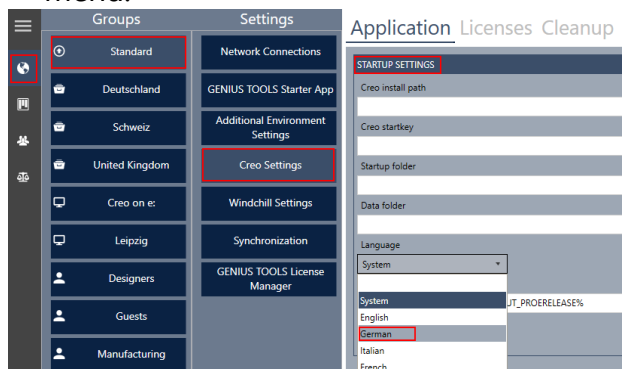 menu.
Groups
Standard
Deutschland
Schweiz
United Kingdom
Creo on e:
Leipzig
Designers
Guests
Manufacturing
Settings
Network Connections
GENIUS TOOLS Starter App
Additional Environment
Settings
Creo Settings
Windchill Settings
Synchronization
GENIUS TOOLS License
Manager
Application Licenses Cleanup
STARTUP SETTINGS
Creo install path
Creo startkey
Startup folder
Data folder
Language
System
System
English
German
Italian
French
UT_PROERELEASE%